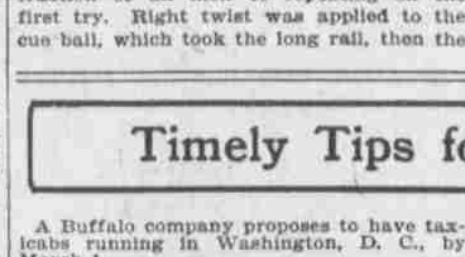 first try. Right twist was applied to the
cue ball, which took the long rail, then the
Timely Tips fo
A Buffalo company proposes to have tax-
icabs running in Washington, D. C., by